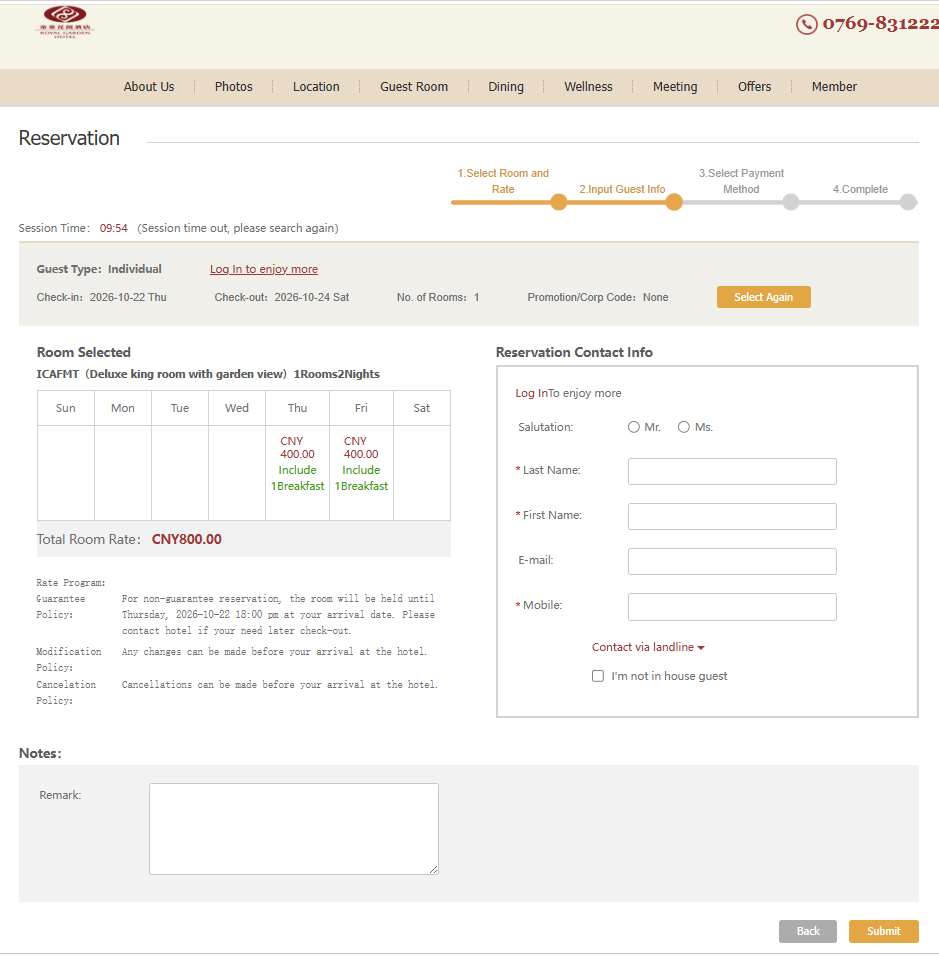 帝豪花园酒店
ROYAL GARDEN
HOTEL
0769-831222
About Us
Photos
Location
Guest Room
Dining
Wellness
Meeting
Offers
Member
Reservation
1.Select Room and
Rate
2.Input Guest Info
3.Select Payment
Method
4.Complete
Session Time: 09:54 (Session time out, please search again)
Guest Type: Individual
Log In to enjoy more
Check-in: 2026-10-22 Thu
Check-out: 2026-10-24 Sat
No. of Rooms: 1
Promotion/Corp Code: None
Select Again
Room Selected
ICAFMT (Deluxe king room with garden view) 1Rooms2Nights
Sun Mon Tue Wed Thu Fri Sat
CNY CNY
400.00 400.00
Include Include
1Breakfast 1Breakfast
Total Room Rate: CNY800.00
Rate Program:
Guarantee For non-guarantee reservation, the room will be held until
Policy: Thursday, 2026-10-22 18:00 pm at your arrival date. Please
contact hotel if your need later check-out.
Modification Any changes can be made before your arrival at the hotel.
Policy:
Cancelation Cancellations can be made before your arrival at the hotel.
Policy:
Reservation Contact Info
Log InTo enjoy more
Salutation: Mr. Ms.
* Last Name:
* First Name:
E-mail:
* Mobile:
Contact via landline
I'm not in house guest
Notes:
Remark:
Back
Submit